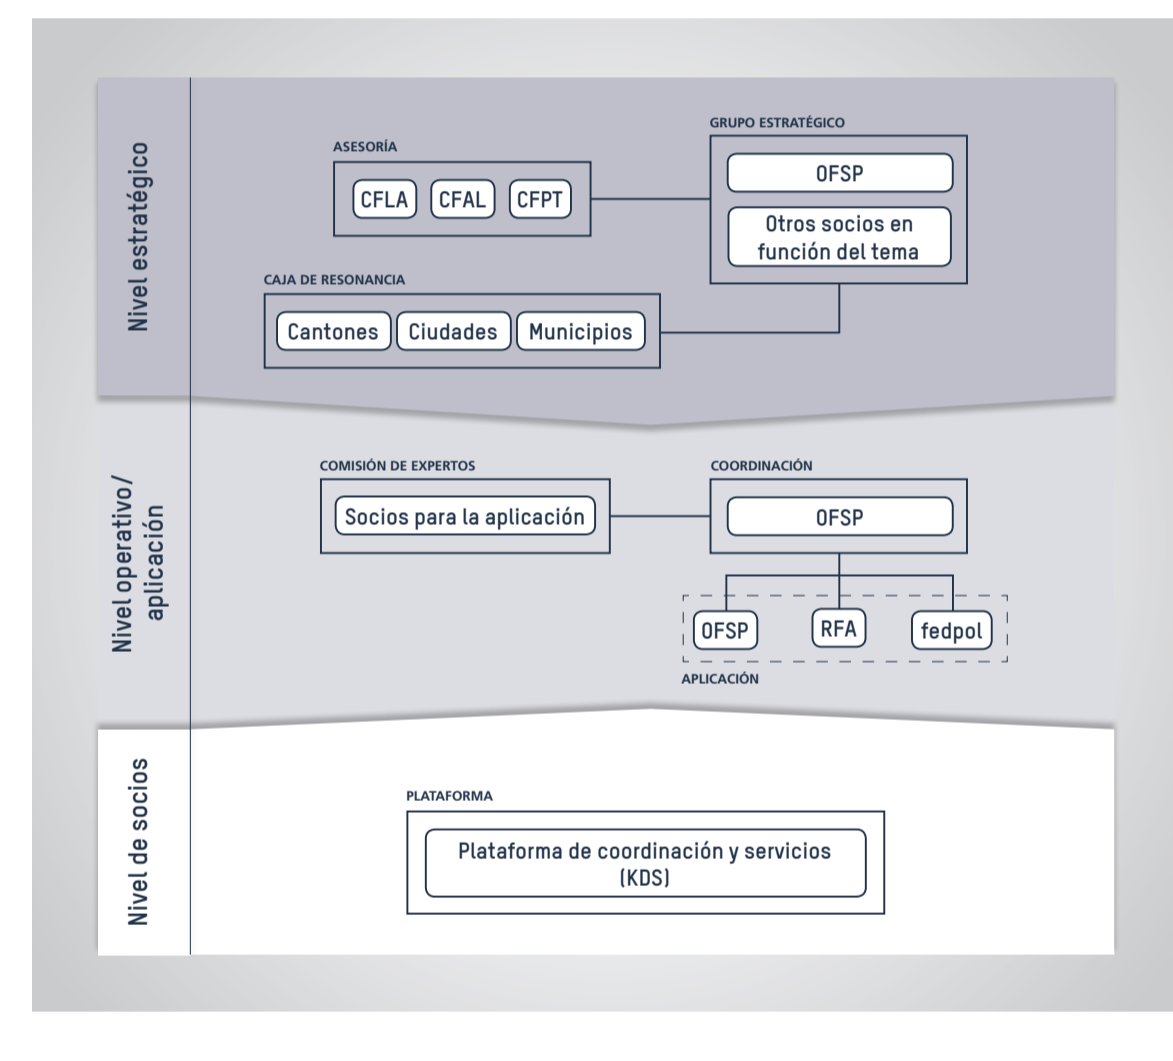 Nivel estratégico
ASESORÍA
CFLA
CFAL
CFPT
GRUPO ESTRATÉGICO
OFSP
Otros socios en
función del tema
CAJA DE RESONANCIA
Cantones
Ciudades
Municipios
Nivel operativo/
aplicación
COMISIÓN DE EXPERTOS
Socios para la aplicación
COORDINACIÓN
OFSP
OFSP
RFA
fedpol
APLICACIÓN
Nivel de socios
PLATAFORMA
Plataforma de coordinación y servicios
(KDS)